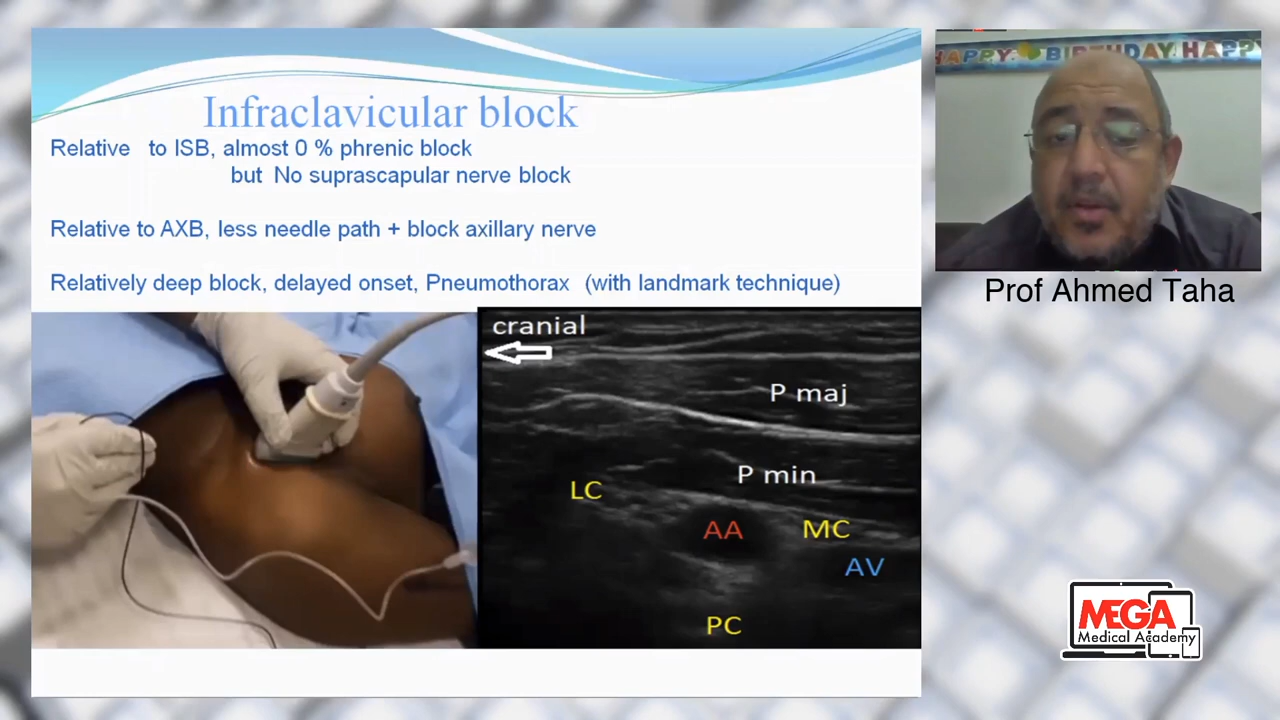 Infraclavicular block
Relative to ISB, almost 0 % phrenic block
but No suprascapular nerve block
Relative to AXB, less needle path + block axillary nerve
Relatively deep block, delayed onset, Pneumothorax (with landmark technique)
cranial
P maj
P min
LC
AA
MC
AV
PC
HAPPY BIRTHDAY HAPPY
Prof Ahmed Taha
MEGA
Medical Academy